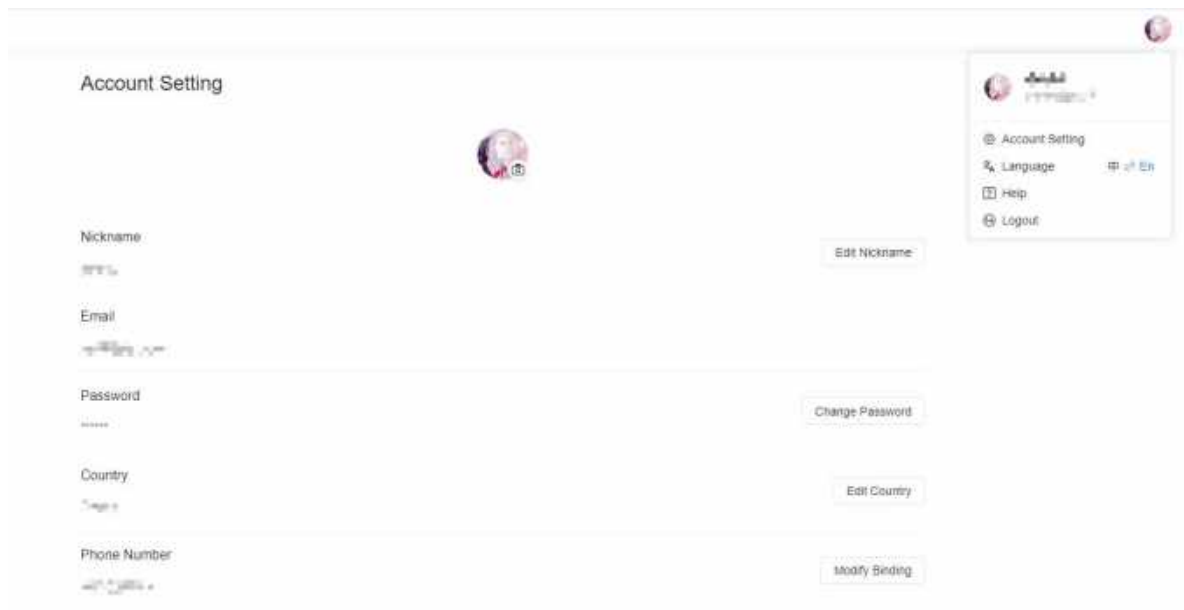 Account Setting
Account Setting
Language 中 ⇌ En
Help
Logout
Nickname
Edit Nickname
Email
Password
······
Change Password
Country
Edit Country
Phone Number
Modify Binding